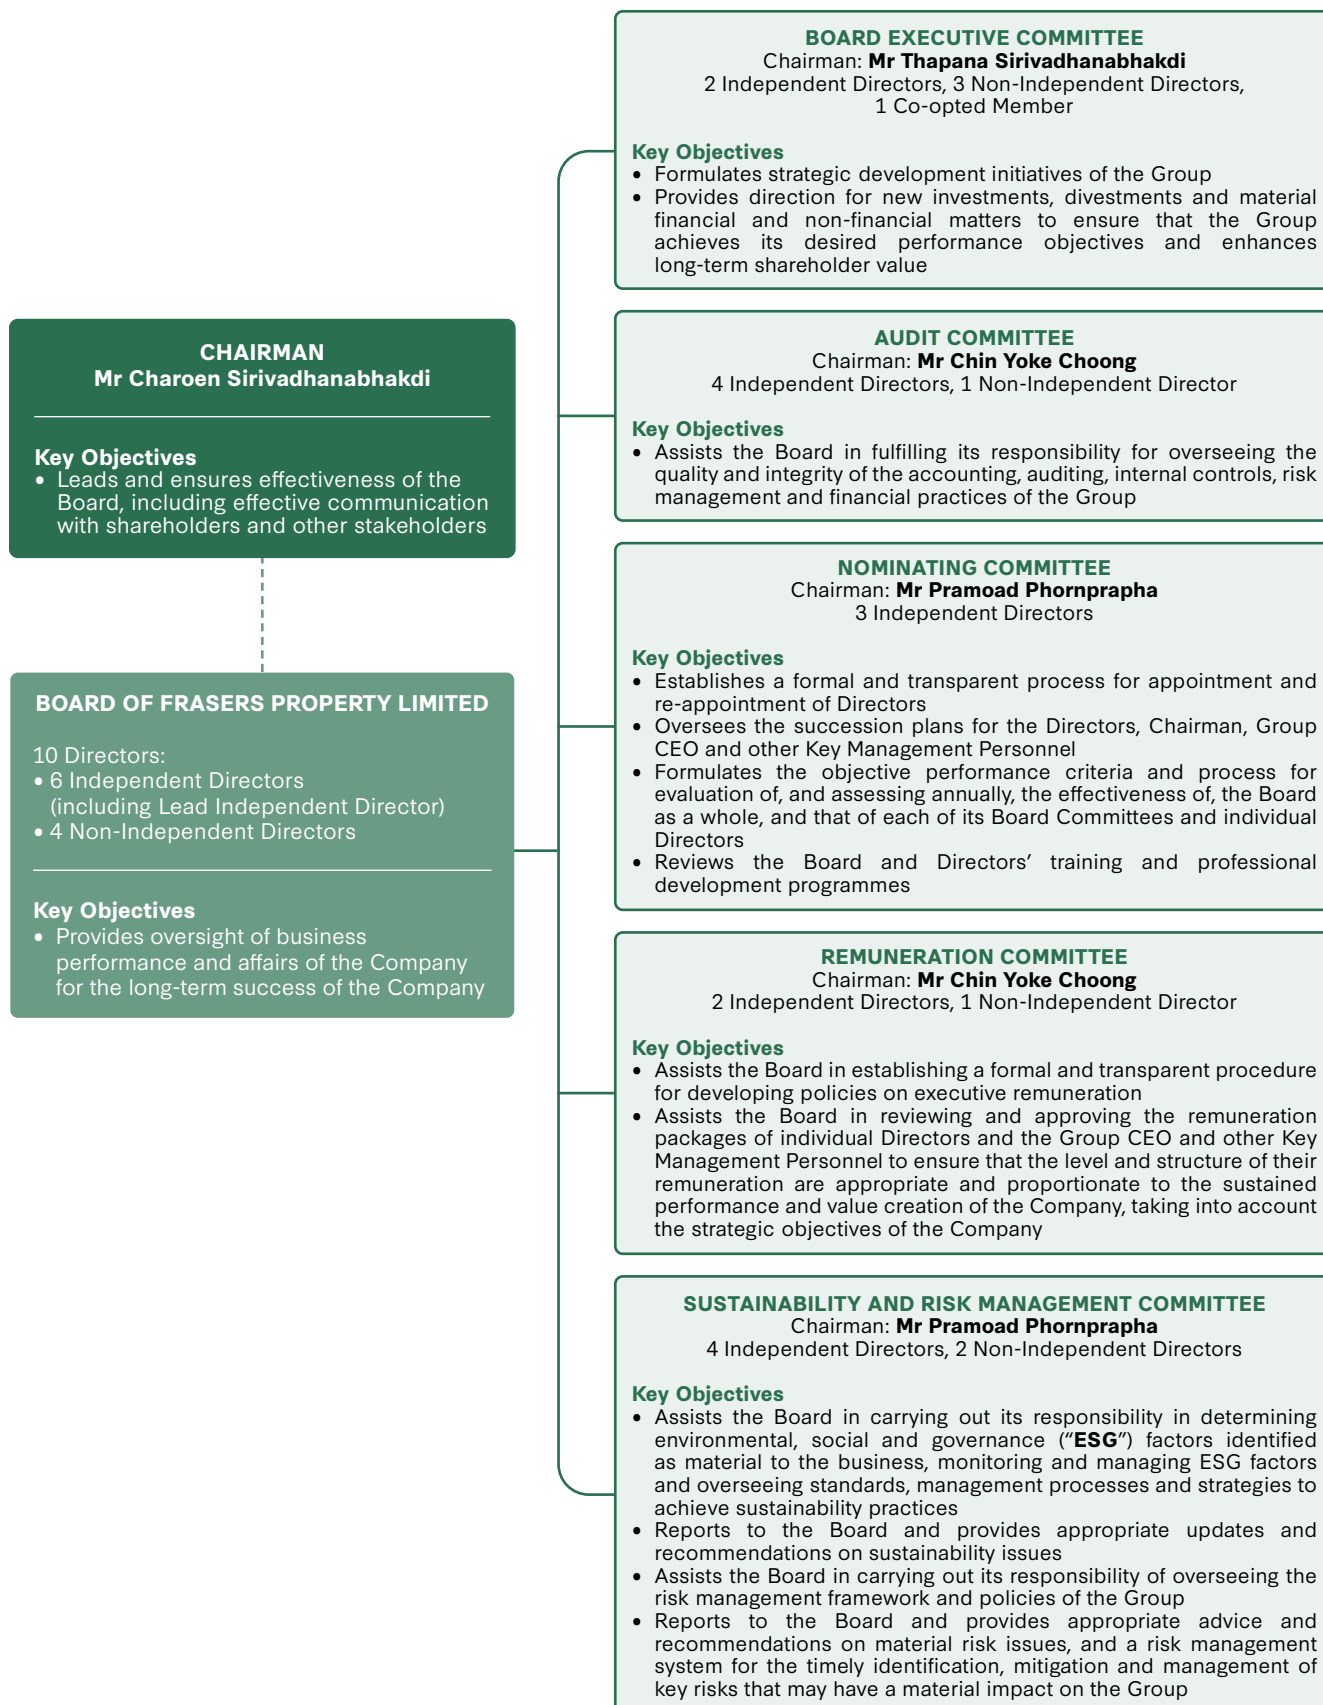 CHAIRMAN
Mr Charoen Sirivadhanabhakdi
Key Objectives
• Leads and ensures effectiveness of the
Board, including effective communication
with shareholders and other stakeholders
BOARD OF FRASERS PROPERTY LIMITED
10 Directors:
• 6 Independent Directors
(including Lead Independent Director)
• 4 Non-Independent Directors
Key Objectives
• Provides oversight of business
performance and affairs of the Company
for the long-term success of the Company
BOARD EXECUTIVE COMMITTEE
Chairman: Mr Thapana Sirivadhanabhakdi
2 Independent Directors, 3 Non-Independent Directors,
1 Co-opted Member
Key Objectives
• Formulates strategic development initiatives of the Group
• Provides direction for new investments, divestments and material
financial and non-financial matters to ensure that the Group
achieves its desired performance objectives and enhances
long-term shareholder value
AUDIT COMMITTEE
Chairman: Mr Chin Yoke Choong
4 Independent Directors, 1 Non-Independent Director
Key Objectives
• Assists the Board in fulfilling its responsibility for overseeing the
quality and integrity of the accounting, auditing, internal controls, risk
management and financial practices of the Group
NOMINATING COMMITTEE
Chairman: Mr Pramoad Phornprapha
3 Independent Directors
Key Objectives
• Establishes a formal and transparent process for appointment and
re-appointment of Directors
• Oversees the succession plans for the Directors, Chairman, Group
CEO and other Key Management Personnel
• Formulates the objective performance criteria and process for
evaluation of, and assessing annually, the effectiveness of, the Board
as a whole, and that of each of its Board Committees and individual
Directors
• Reviews the Board and Directors’ training and professional
development programmes
REMUNERATION COMMITTEE
Chairman: Mr Chin Yoke Choong
2 Independent Directors, 1 Non-Independent Director
Key Objectives
• Assists the Board in establishing a formal and transparent procedure
for developing policies on executive remuneration
• Assists the Board in reviewing and approving the remuneration
packages of individual Directors and the Group CEO and other Key
Management Personnel to ensure that the level and structure of their
remuneration are appropriate and proportionate to the sustained
performance and value creation of the Company, taking into account
the strategic objectives of the Company
SUSTAINABILITY AND RISK MANAGEMENT COMMITTEE
Chairman: Mr Pramoad Phornprapha
4 Independent Directors, 2 Non-Independent Directors
Key Objectives
• Assists the Board in carrying out its responsibility in determining
environmental, social and governance (“ESG”) factors identified
as material to the business, monitoring and managing ESG factors
and overseeing standards, management processes and strategies to
achieve sustainability practices
• Reports to the Board and provides appropriate updates and
recommendations on sustainability issues
• Assists the Board in carrying out its responsibility of overseeing the
risk management framework and policies of the Group
• Reports to the Board and provides appropriate advice and
recommendations on material risk issues, and a risk management
system for the timely identification, mitigation and management of
key risks that may have a material impact on the Group